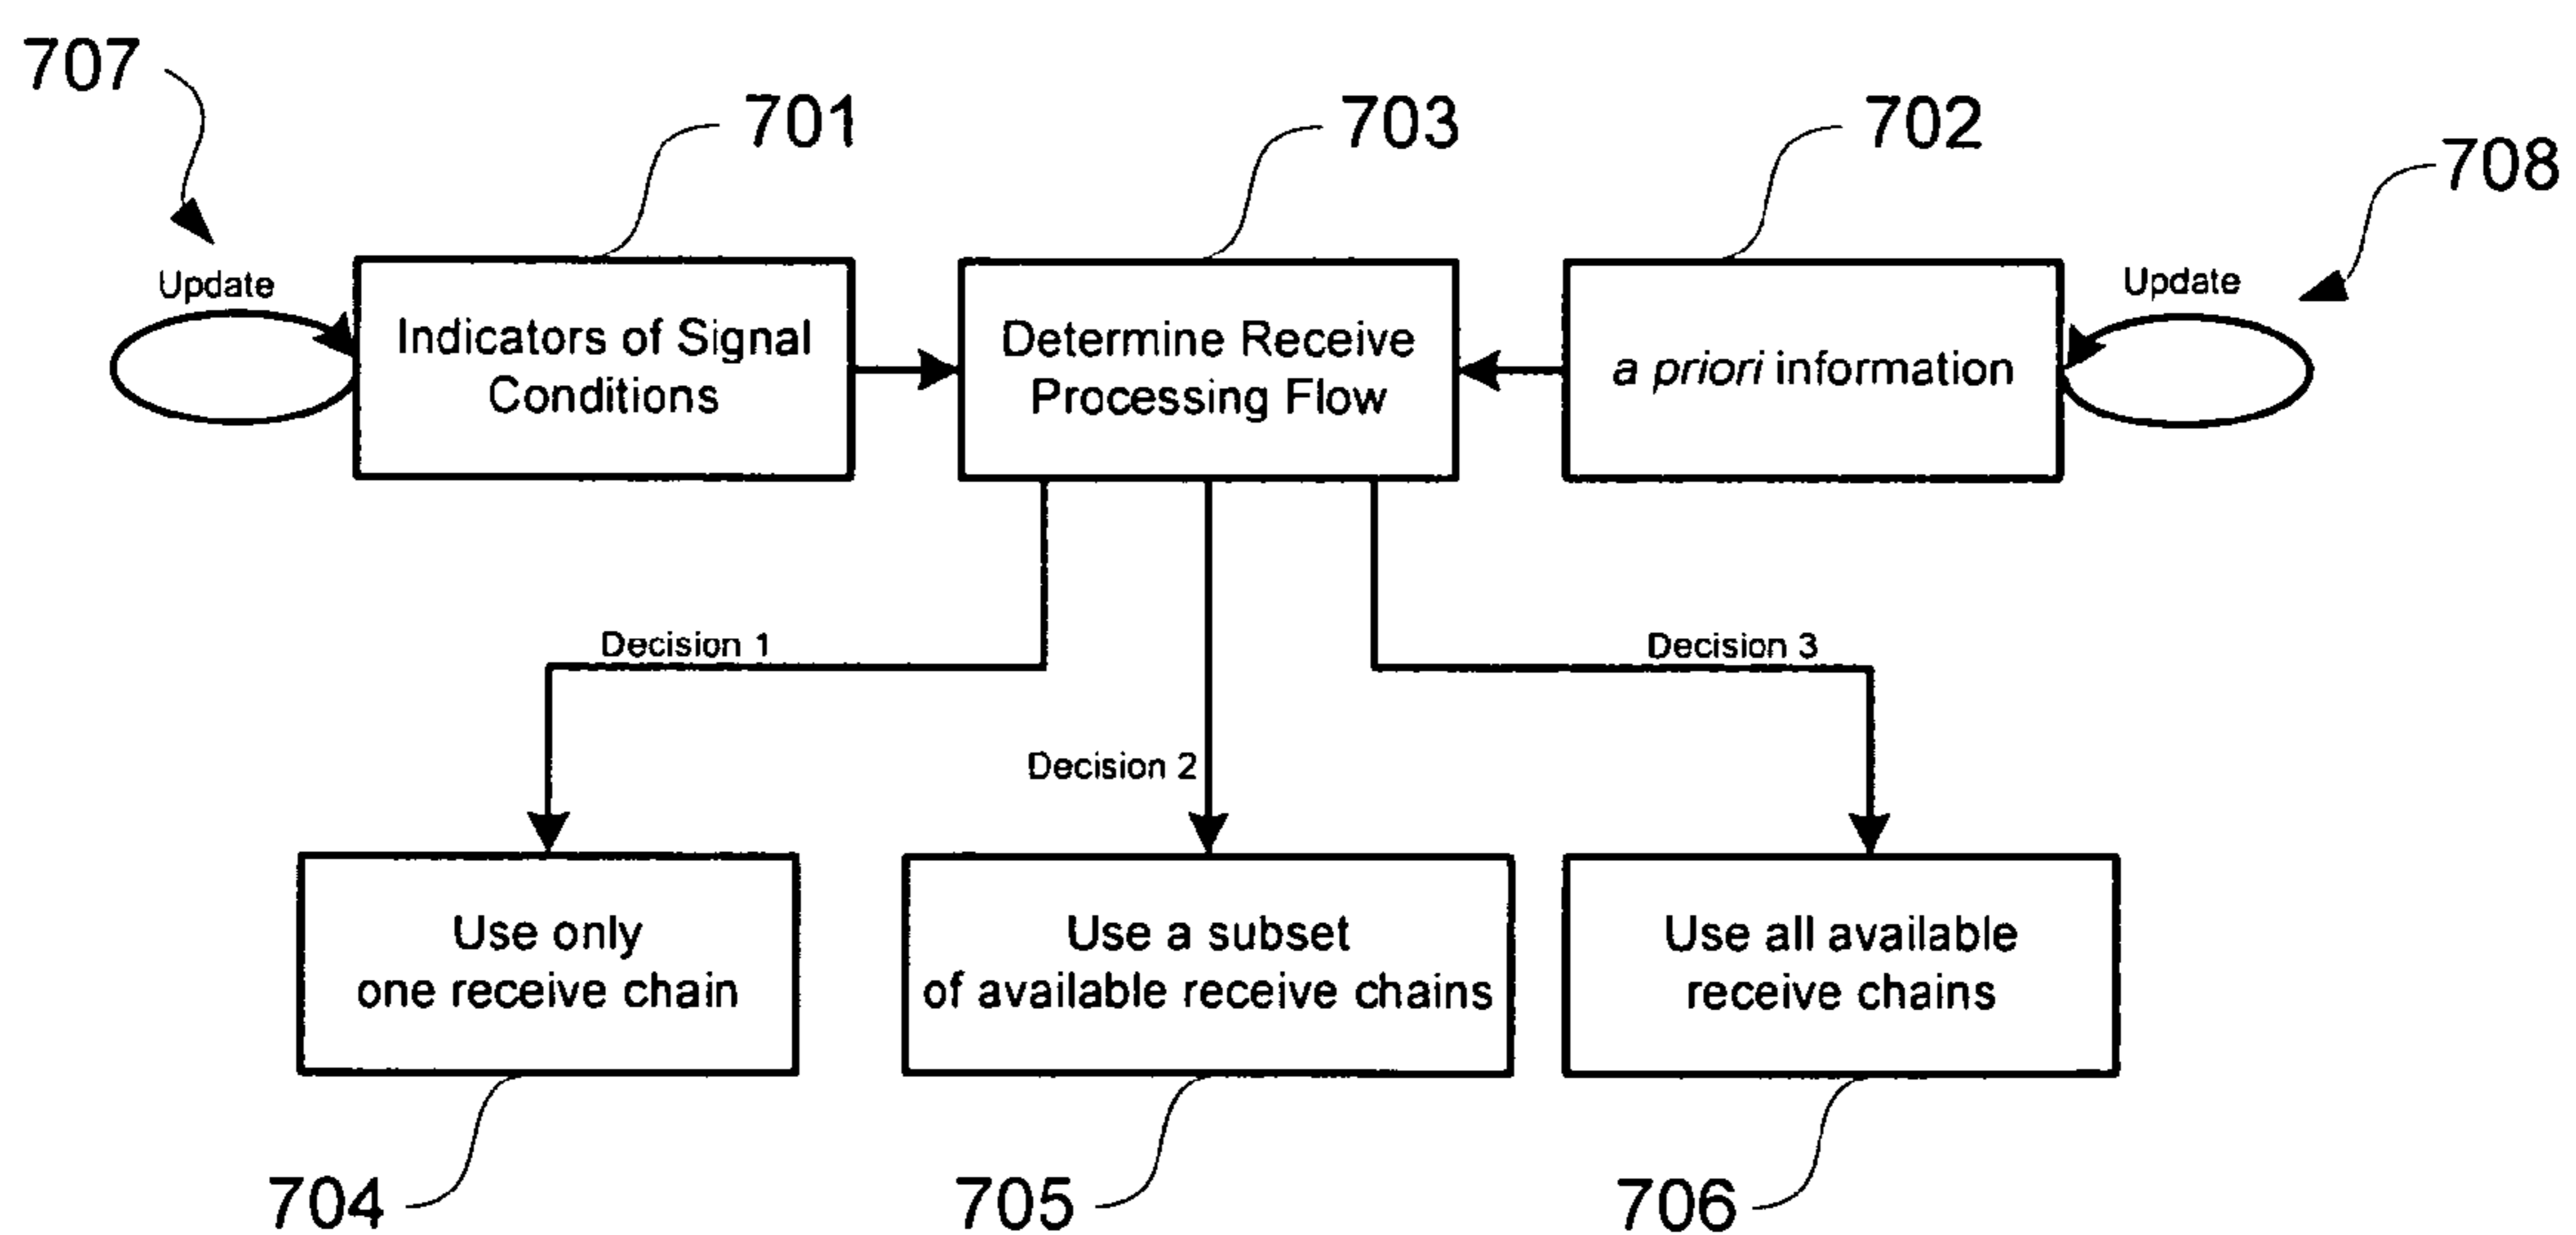 707
701
703
702
708
Update
Update
Indicators of Signal
Conditions
Determine Receive
Processing Flow
a priori information
Decision 1
Decision 3
Decision 2
Use only
one receive chain
Use a subset
of available receive chains
Use all available
receive chains
704
705
706